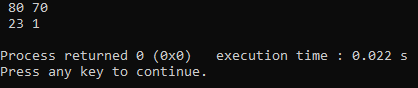 80 70
23 1
Process returned 0 (0x0)   execution time : 0.022 s
Press any key to continue.